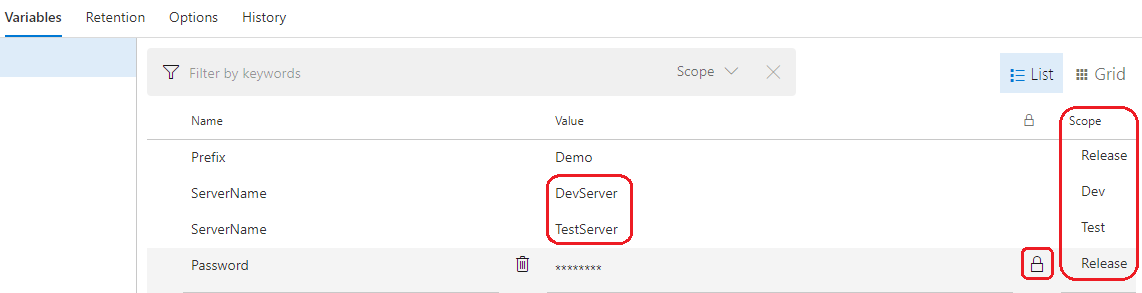 Variables Retention Options History
Filter by keywords Scope
List Grid
Name Value Scope
Prefix Demo Release
ServerName DevServer Dev
ServerName TestServer Test
Password ******** Release